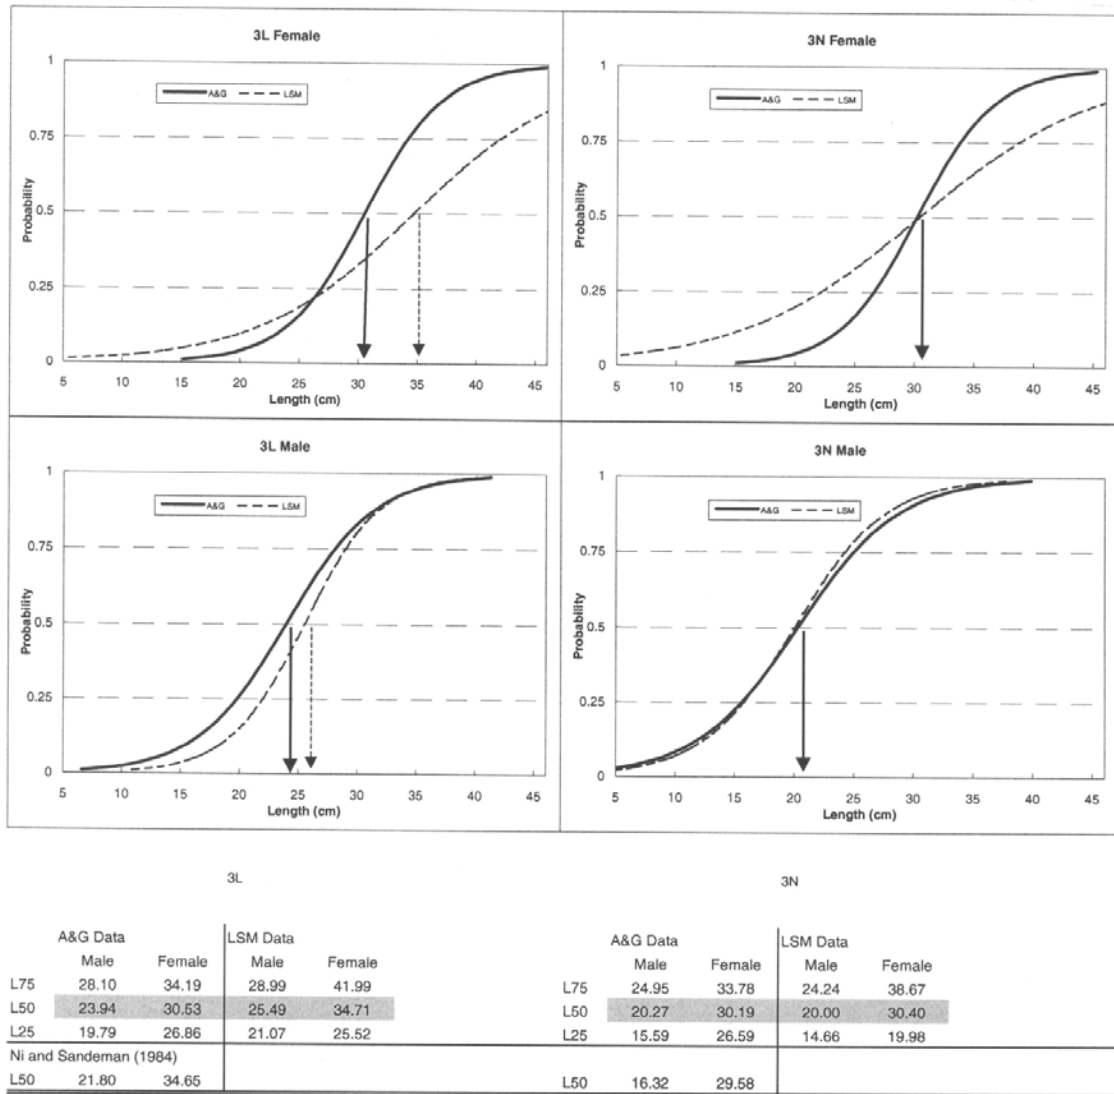 3L Female
1
0.75
0.5
0.25
0
Probability
A&G LSM
5 10 15 20 25 30 35 40 45
Length (cm)
3N Female
1
0.75
0.5
0.25
0
Probability
A&G LSM
5 10 15 20 25 30 35 40 45
Length (cm)
3L Male
1
0.75
0.5
0.25
0
Probability
A&G LSM
5 10 15 20 25 30 35 40 45
Length (cm)
3N Male
1
0.75
0.5
0.25
0
Probability
A&G LSM
5 10 15 20 25 30 35 40 45
Length (cm)
3L
A&G Data LSM Data
Male Female Male Female
L75 28.10 34.19 28.99 41.99
L50 23.94 30.53 25.49 34.71
L25 19.79 26.86 21.07 25.52
Ni and Sandeman (1984)
L50 21.80 34.65
3N
A&G Data LSM Data
Male Female Male Female
L75 24.95 33.78 24.24 38.67
L50 20.27 30.19 20.00 30.40
L25 15.59 26.59 14.66 19.98
L50 16.32 29.58